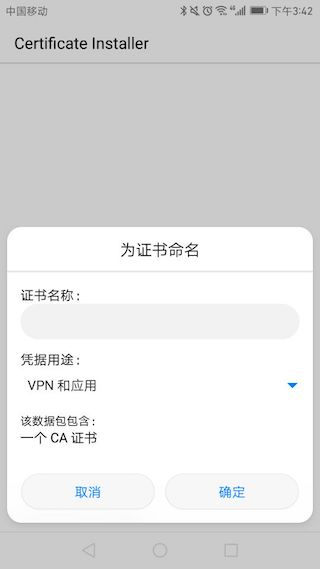 中国移动 下午3:42
Certificate Installer
为证书命名
证书名称：
凭据用途：
VPN 和应用
该数据包包含：
一个 CA 证书
取消 确定